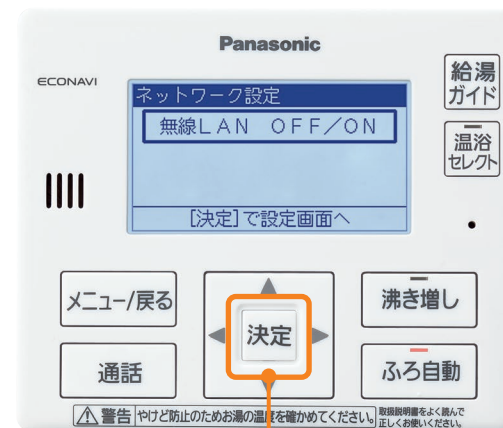 Panasonic
ECONAVI
給湯
ガイド
ネットワーク設定
無線LAN OFF/ON
温浴
セレクト
[決定]で設定画面へ
メニュー/戻る
決定
沸き増し
通話
ふろ自動
警告 やけど防止のためお湯の温度を確かめてください。
取扱説明書をよく読んで
正しくお使いください。